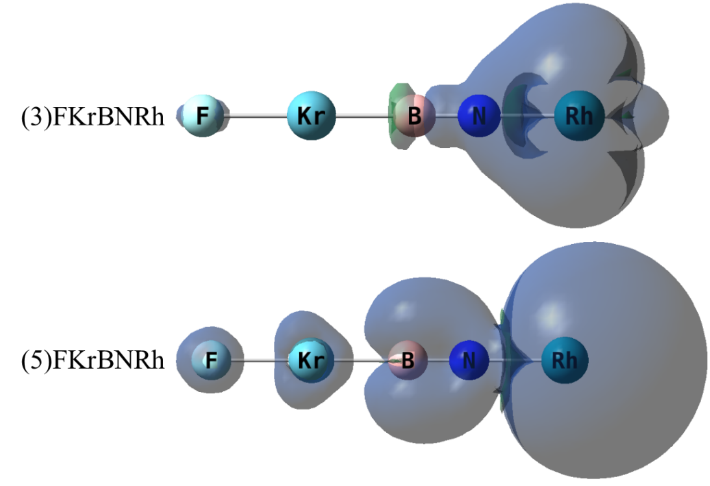 (3)FKrBNRh F Kr B N Rh
(5)FKrBNRh F Kr B N Rh